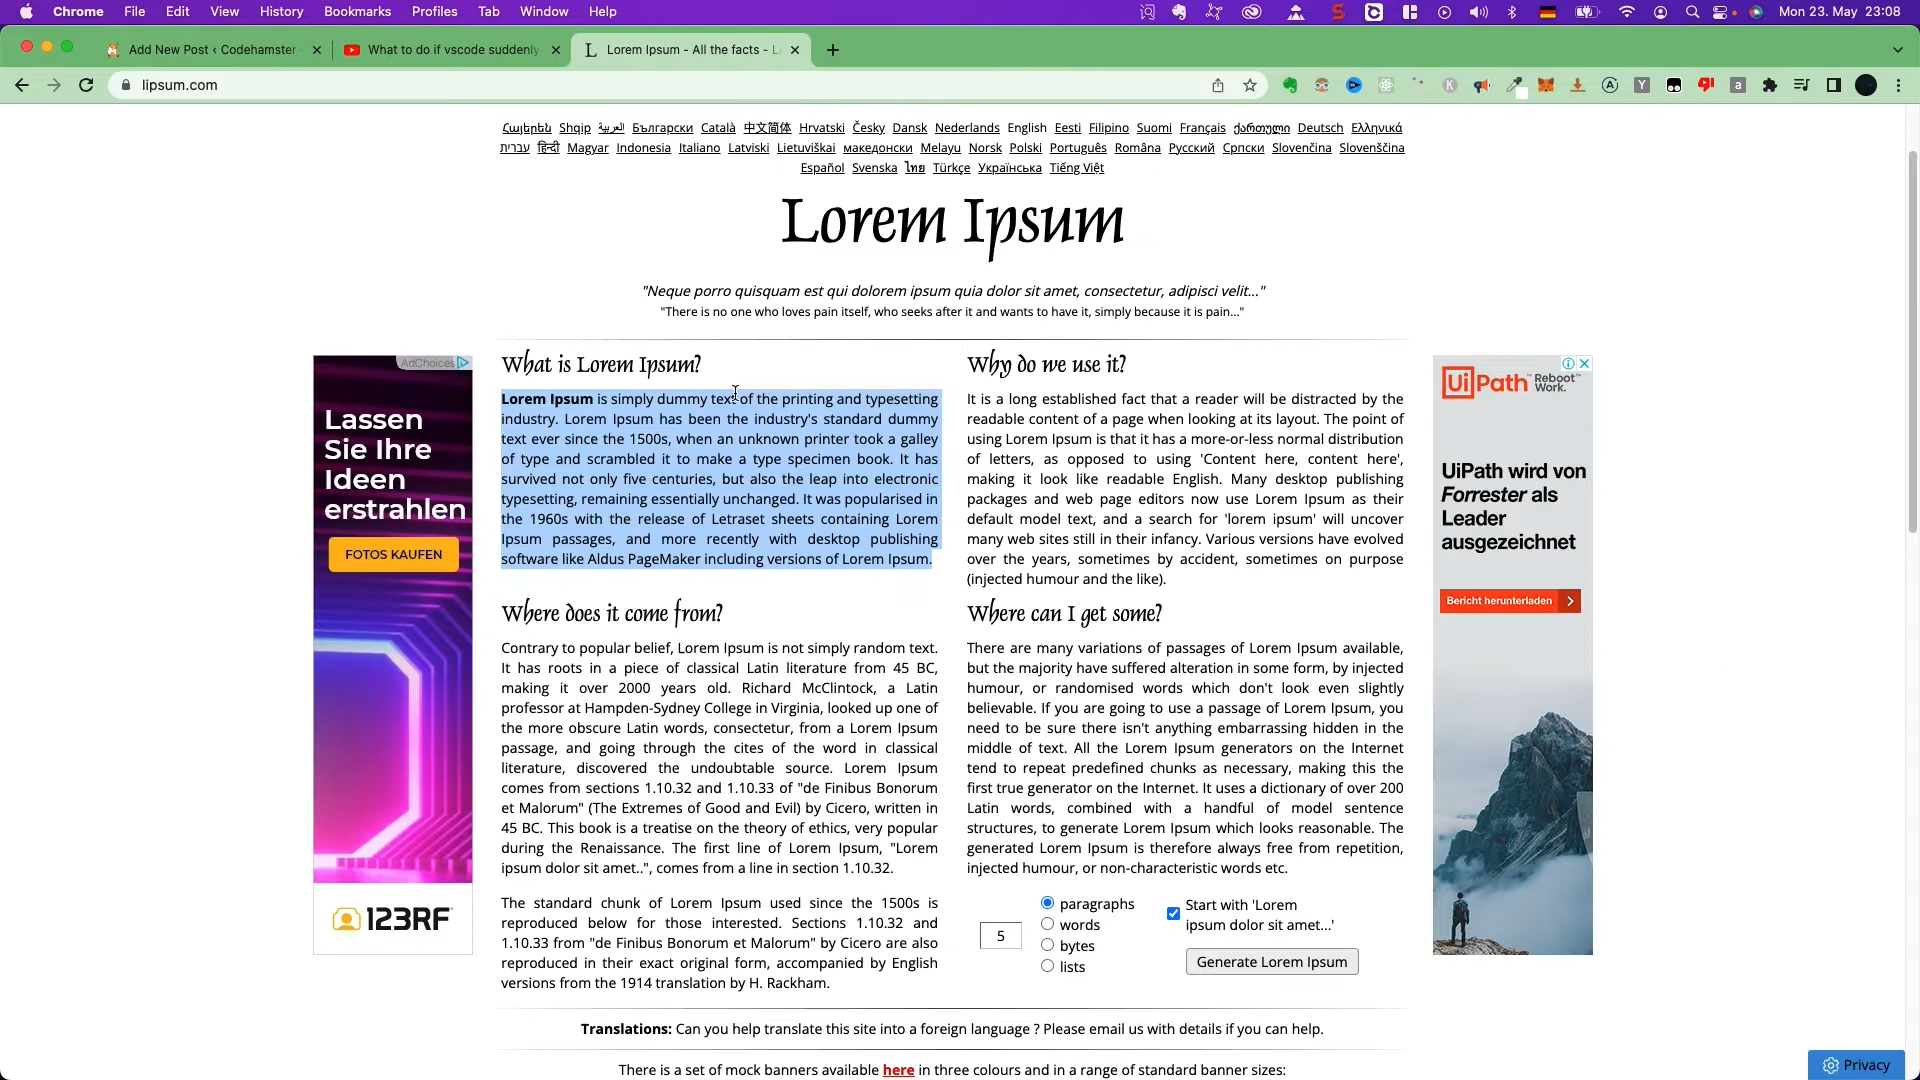 Chrome File Edit View History Bookmarks Profiles Tab Window Help Mon 23. May 23:08
Add New Post ‹ Codehamster
What to do if vscode suddenly
Lorem Ipsum - All the facts - L
lipsum.com
Հայերեն Shqip العربية Български Català 中文简体 Hrvatski Česky Dansk Nederlands English Eesti Filipino Suomi Français ქართული Deutsch Ελληνικά
עברית हिन्दी Magyar Indonesia Italiano Latviski Lietuviškai македонски Melayu Norsk Polski Português Româna Русский Српски Slovenčina Slovenščina
Español Svenska ไทย Türkçe Українська Tiếng Việt
Lorem Ipsum
"Neque porro quisquam est qui dolorem ipsum quia dolor sit amet, consectetur, adipisci velit..."
"There is no one who loves pain itself, who seeks after it and wants to have it, simply because it is pain..."
AdChoices
Lassen
Sie Ihre
Ideen
erstrahlen
FOTOS KAUFEN
123RF
What is Lorem Ipsum?
Lorem Ipsum is simply dummy text of the printing and typesetting
industry. Lorem Ipsum has been the industry's standard dummy
text ever since the 1500s, when an unknown printer took a galley
of type and scrambled it to make a type specimen book. It has
survived not only five centuries, but also the leap into electronic
typesetting, remaining essentially unchanged. It was popularised in
the 1960s with the release of Letraset sheets containing Lorem
Ipsum passages, and more recently with desktop publishing
software like Aldus PageMaker including versions of Lorem Ipsum.
Why do we use it?
It is a long established fact that a reader will be distracted by the
readable content of a page when looking at its layout. The point of
using Lorem Ipsum is that it has a more-or-less normal distribution
of letters, as opposed to using 'Content here, content here',
making it look like readable English. Many desktop publishing
packages and web page editors now use Lorem Ipsum as their
default model text, and a search for 'lorem ipsum' will uncover
many web sites still in their infancy. Various versions have evolved
over the years, sometimes by accident, sometimes on purpose
(injected humour and the like).
Where does it come from?
Contrary to popular belief, Lorem Ipsum is not simply random text.
It has roots in a piece of classical Latin literature from 45 BC,
making it over 2000 years old. Richard McClintock, a Latin
professor at Hampden-Sydney College in Virginia, looked up one of
the more obscure Latin words, consectetur, from a Lorem Ipsum
passage, and going through the cites of the word in classical
literature, discovered the undoubtable source. Lorem Ipsum
comes from sections 1.10.32 and 1.10.33 of "de Finibus Bonorum
et Malorum" (The Extremes of Good and Evil) by Cicero, written in
45 BC. This book is a treatise on the theory of ethics, very popular
during the Renaissance. The first line of Lorem Ipsum, "Lorem
ipsum dolor sit amet..", comes from a line in section 1.10.32.
The standard chunk of Lorem Ipsum used since the 1500s is
reproduced below for those interested. Sections 1.10.32 and
1.10.33 from "de Finibus Bonorum et Malorum" by Cicero are also
reproduced in their exact original form, accompanied by English
versions from the 1914 translation by H. Rackham.
Where can I get some?
There are many variations of passages of Lorem Ipsum available,
but the majority have suffered alteration in some form, by injected
humour, or randomised words which don't look even slightly
believable. If you are going to use a passage of Lorem Ipsum, you
need to be sure there isn't anything embarrassing hidden in the
middle of text. All the Lorem Ipsum generators on the Internet
tend to repeat predefined chunks as necessary, making this the
first true generator on the Internet. It uses a dictionary of over 200
Latin words, combined with a handful of model sentence
structures, to generate Lorem Ipsum which looks reasonable. The
generated Lorem Ipsum is therefore always free from repetition,
injected humour, or non-characteristic words etc.
5
paragraphs
words
bytes
lists
Start with 'Lorem
ipsum dolor sit amet...'
Generate Lorem Ipsum
UiPath™ Reboot Work.™
UiPath wird von
Forrester als
Leader
ausgezeichnet
Bericht herunterladen
Translations: Can you help translate this site into a foreign language ? Please email us with details if you can help.
There is a set of mock banners available here in three colours and in a range of standard banner sizes:
Privacy